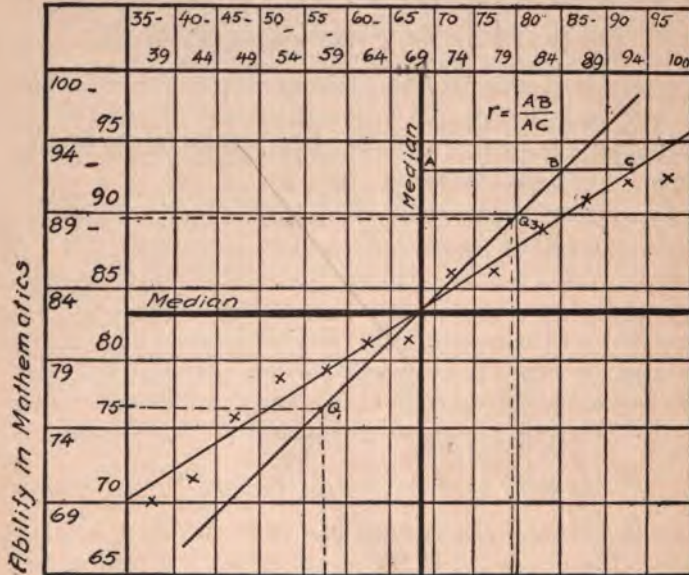 35- 40- 45- 50- 55- 60- 65 70 75 80 85- 90 95
39 44 49 54 59 64 69 74 79 84 89 94 100
100-
95
94-
90
89-
85
84
80
79
75
74
70
69
65
Ability in Mathematics
Median
Median
r = AB
AC
A B C
Q3
Q1